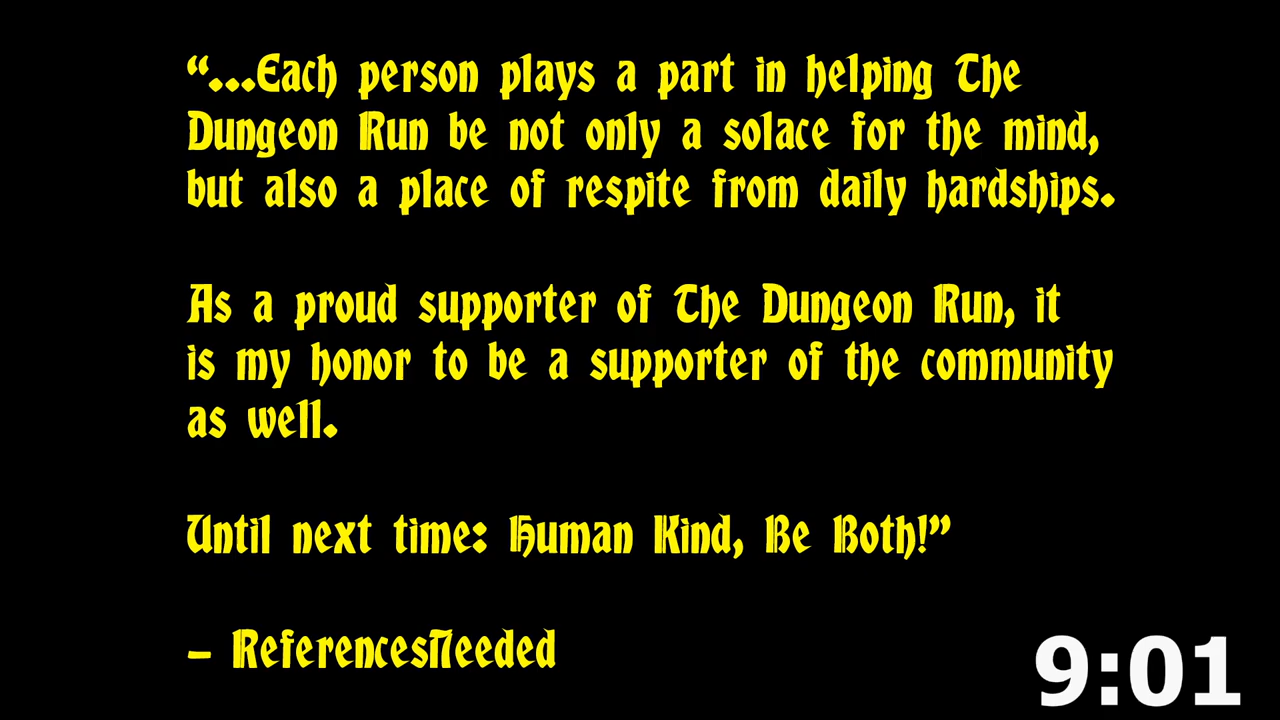 “...Each person plays a part in helping The
Dungeon Run be not only a solace for the mind,
but also a place of respite from daily hardships.
As a proud supporter of The Dungeon Run, it
is my honor to be a supporter of the community
as well.
Until next time: Human Kind, Be Both!”
– ReferencesNeeded
9:01